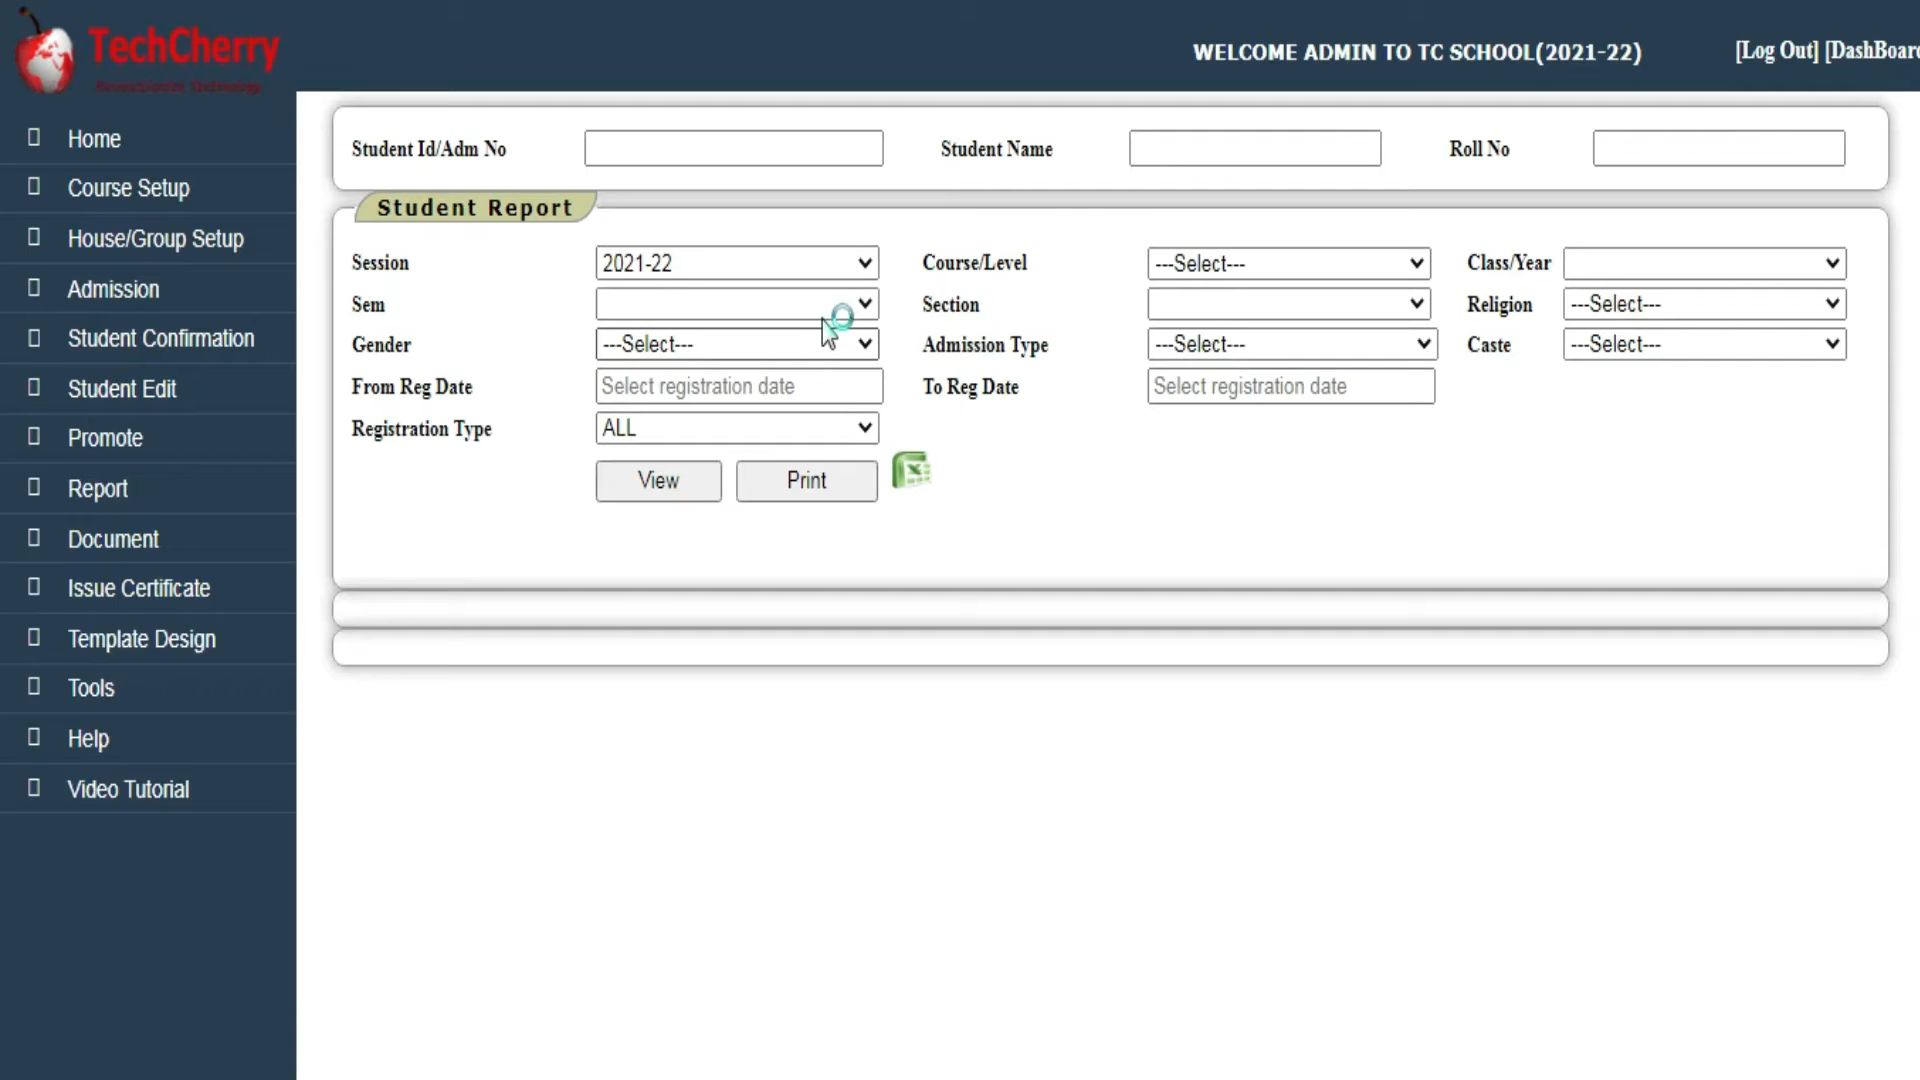 TechCherry
WELCOME ADMIN TO TC SCHOOL(2021-22)
[Log Out] [DashBoard
Home
Course Setup
House/Group Setup
Admission
Student Confirmation
Student Edit
Promote
Report
Document
Issue Certificate
Template Design
Tools
Help
Video Tutorial
Student Id/Adm No Student Name Roll No
Student Report
Session 2021-22 Course/Level ---Select--- Class/Year
Sem Section Religion ---Select---
Gender ---Select--- Admission Type ---Select--- Caste ---Select---
From Reg Date Select registration date To Reg Date Select registration date
Registration Type ALL
View Print